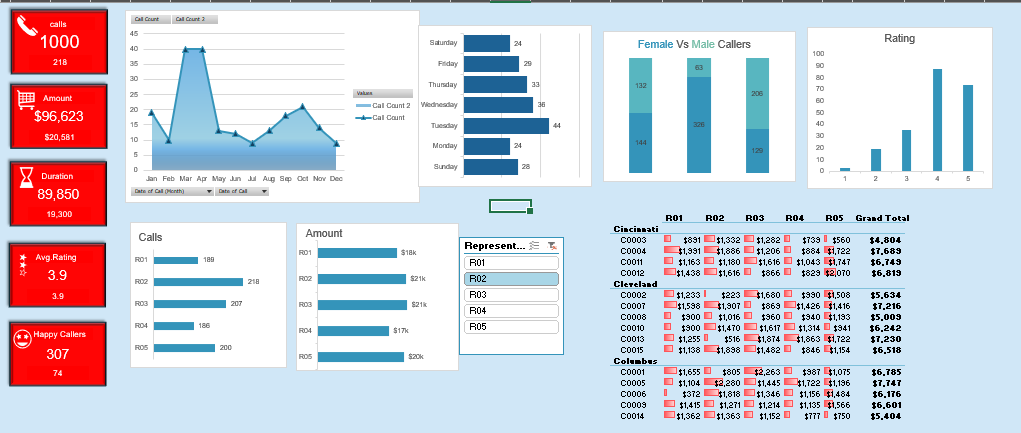 calls
1000
218
Amount
$96,623
$20,581
Duration
89,850
19,300
Avg.Rating
3.9
3.9
Happy Callers
307
74
Call Count
Call Count 2
45
40
35
30
25
20
15
10
5
0
Jan Feb Mar Apr May Jun Jul Aug Sep Oct Nov Dec
Values
Call Count 2
Call Count
Date of Call (Month)
Date of Call
Saturday 24
Friday 29
Thursday 33
Wednesday 36
Tuesday 44
Monday 24
Sunday 28
Female Vs Male Callers
132 63 206
144 326 129
Rating
100
90
80
70
60
50
40
30
20
10
0
1 2 3 4 5
Calls
R01 189
R02 218
R03 207
R04 186
R05 200
Amount
R01 $18k
R02 $21k
R03 $21k
R04 $17k
R05 $20k
Represent...
R01
R02
R03
R04
R05
R01 R02 R03 R04 R05 Grand Total
Cincinnati
C0003 $891 $1,332 $1,282 $739 $560 $4,804
C0004 $1,991 $1,886 $1,206 $884 $1,722 $7,689
C0011 $1,163 $1,180 $1,616 $1,043 $1,747 $6,749
C0012 $1,438 $1,616 $866 $829 $2,070 $6,819
Cleveland
C0002 $1,233 $223 $1,680 $990 $1,508 $5,634
C0007 $1,598 $1,907 $869 $1,426 $1,416 $7,216
C0008 $900 $1,016 $960 $940 $1,193 $5,009
C0010 $900 $1,470 $1,617 $1,314 $941 $6,242
C0013 $1,255 $516 $1,874 $1,863 $1,722 $7,230
C0015 $1,138 $1,898 $1,482 $846 $1,154 $6,518
Columbus
C0001 $1,655 $805 $2,263 $987 $1,075 $6,785
C0005 $1,104 $2,280 $1,445 $1,722 $1,196 $7,747
C0006 $372 $1,818 $1,346 $1,156 $1,484 $6,176
C0009 $1,415 $1,271 $1,214 $1,135 $1,566 $6,601
C0014 $1,362 $1,363 $1,152 $777 $750 $5,404